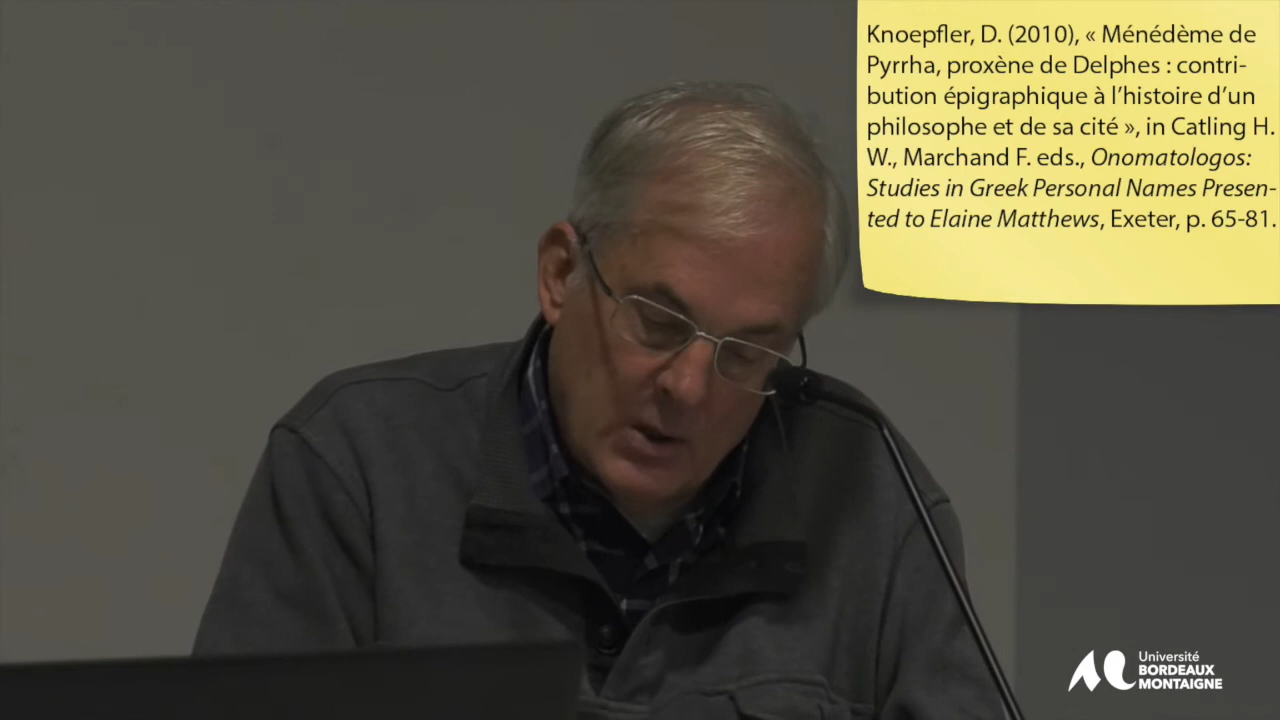 Knoepfler, D. (2010), « Ménédème de
Pyrrha, proxène de Delphes : contri-
bution épigraphique à l’histoire d’un
philosophe et de sa cité », in Catling H.
W., Marchand F. eds., Onomatologos:
Studies in Greek Personal Names Presen-
ted to Elaine Matthews, Exeter, p. 65-81.
Université
BORDEAUX
MONTAIGNE